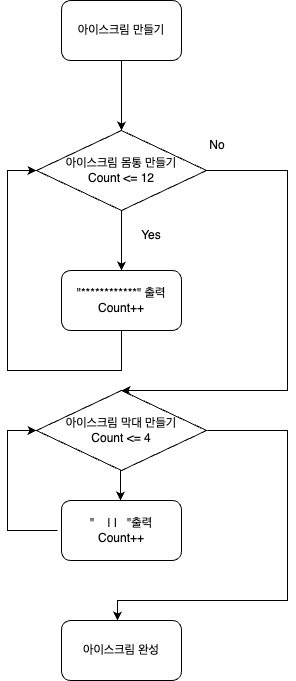 아이스크림 만들기
아이스크림 몸통 만들기
Count <= 12
No
Yes
"************" 출력
Count++
아이스크림 막대 만들기
Count <= 4
"    | |   "출력
Count++
아이스크림 완성